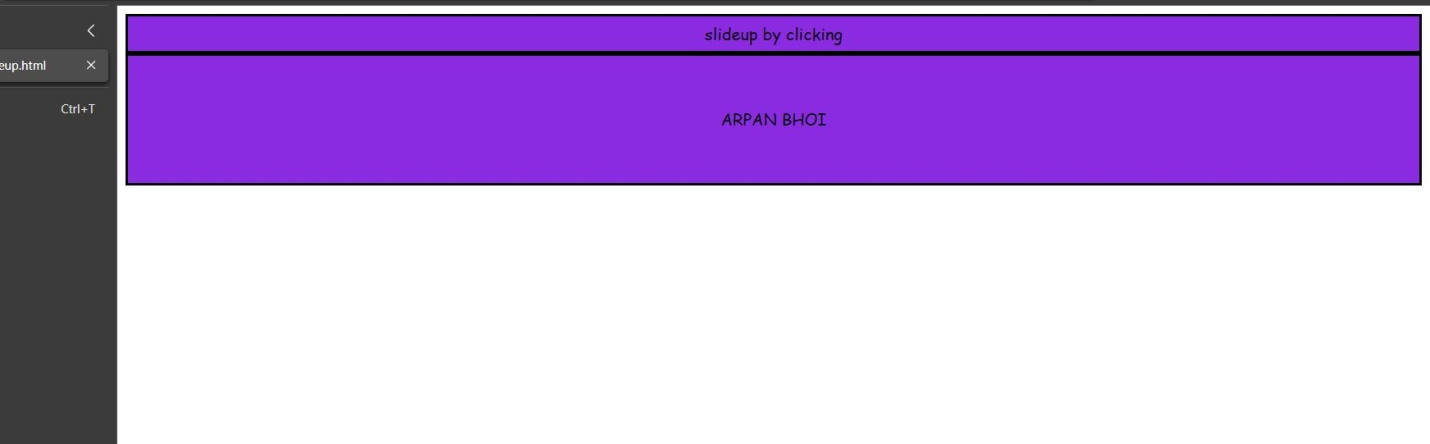 slideup by clicking
eup.html
Ctrl+T
ARPAN BHOI